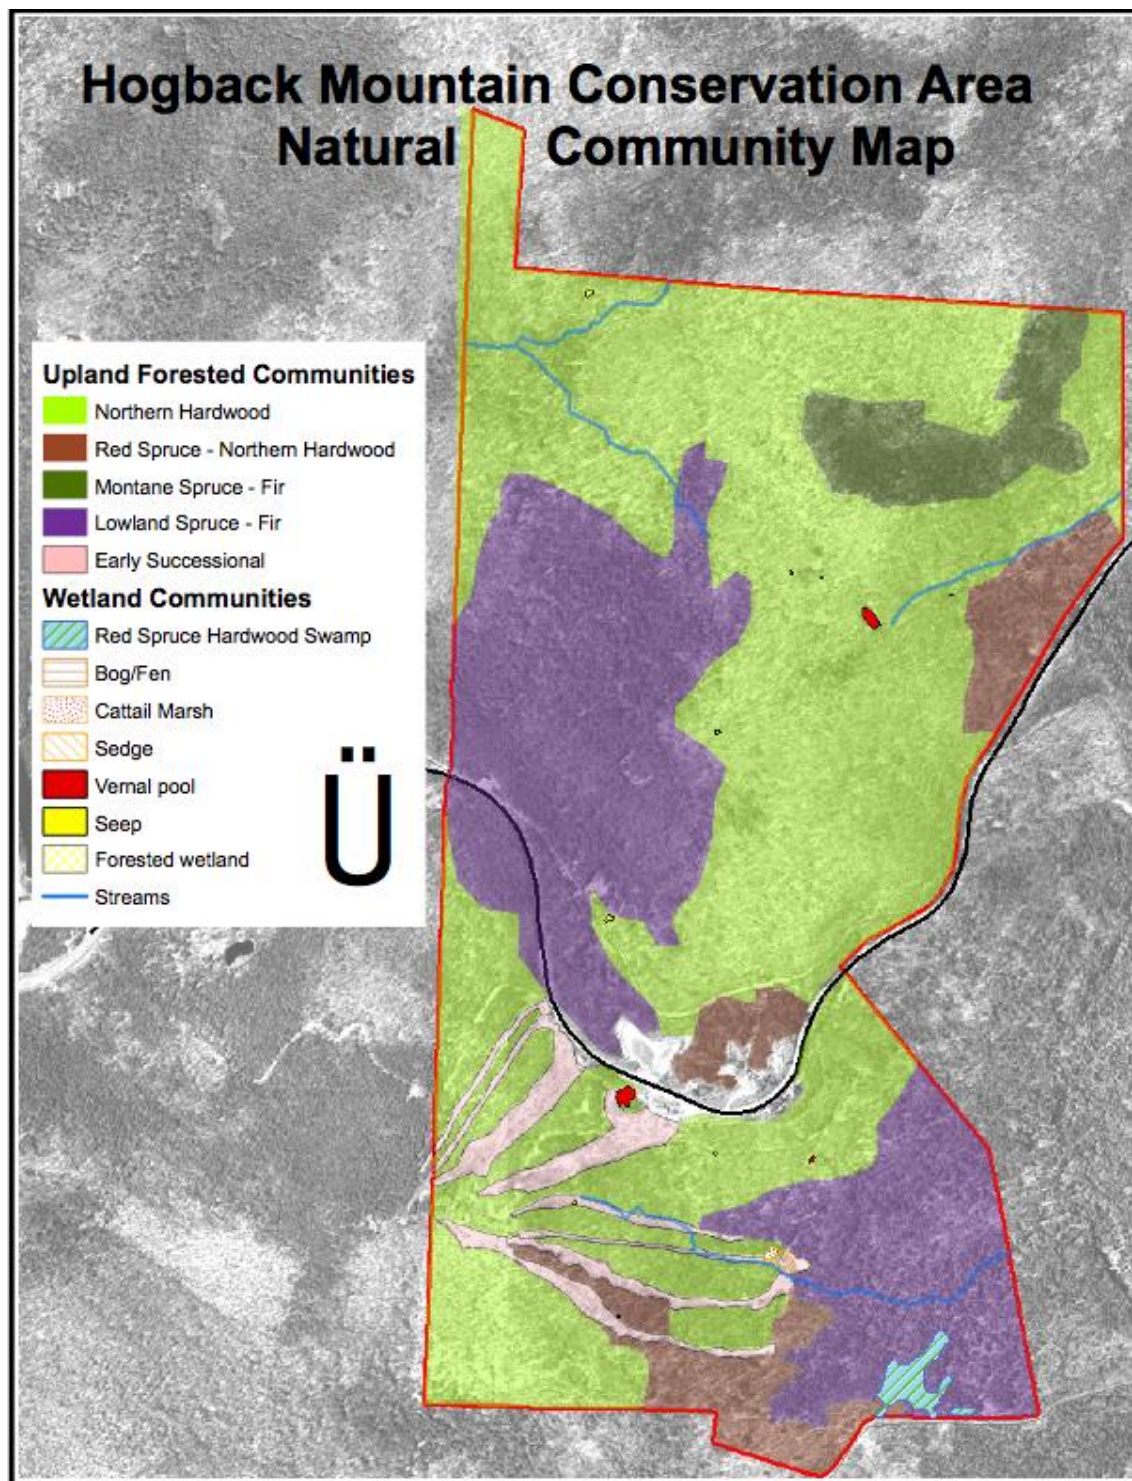 Hogback Mountain Conservation Area
Natural Community Map
Upland Forested Communities
Northern Hardwood
Red Spruce - Northern Hardwood
Montane Spruce - Fir
Lowland Spruce - Fir
Early Successional
Wetland Communities
Red Spruce Hardwood Swamp
Bog/Fen
Cattail Marsh
Sedge
Vernal pool
Seep
Forested wetland
Streams
Ü